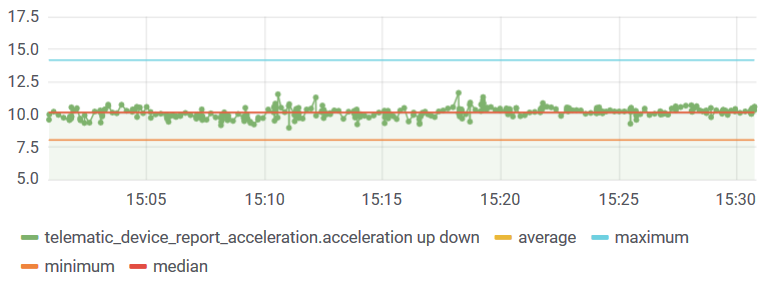 17.5
15.0
12.5
10.0
7.5
5.0
15:05 15:10 15:15 15:20 15:25 15:30
telematic_device_report_acceleration.acceleration up down average maximum
minimum median